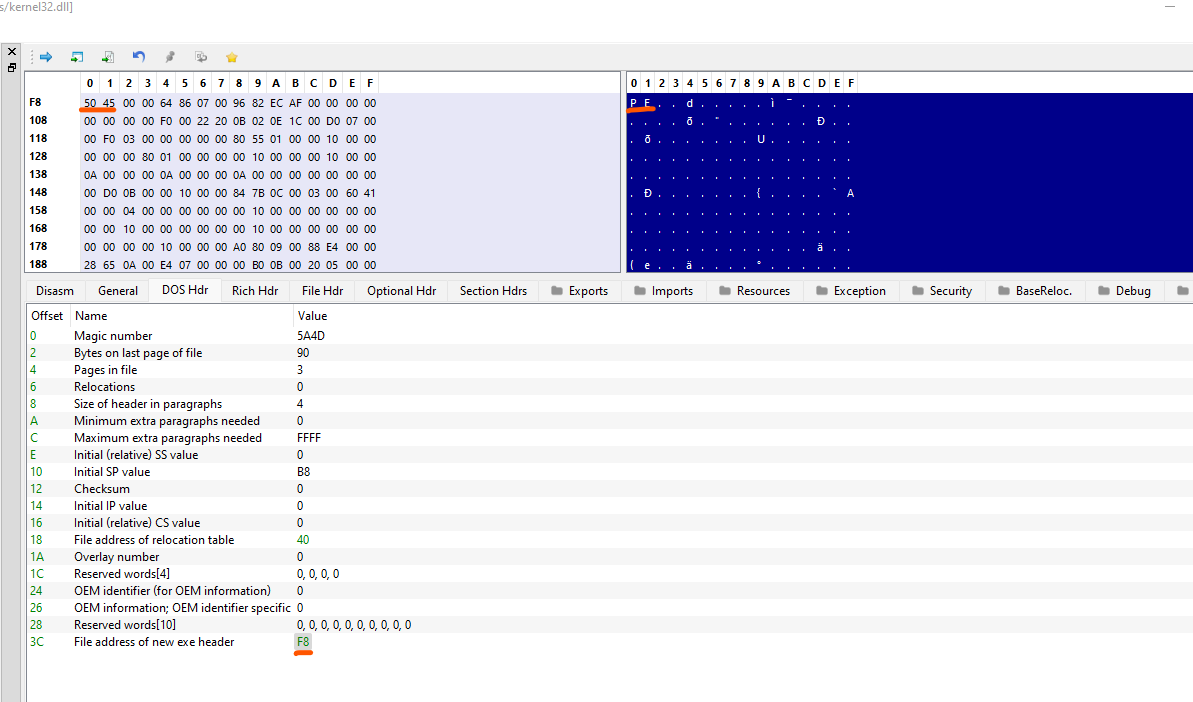 s/kernel32.dll]
0 1 2 3 4 5 6 7 8 9 A B C D E F
0 1 2 3 4 5 6 7 8 9 A B C D E F
F8 50 45 00 00 64 86 07 00 96 82 EC AF 00 00 00 00 P E . . d . . . . . ì ¯ . . . .
108 00 00 00 00 F0 00 22 20 0B 02 0E 1C 00 D0 07 00 . . . . ð . " . . . . . . Đ . .
118 00 F0 03 00 00 00 00 00 80 55 01 00 00 10 00 00 . ð . . . . . . . U . . . . . .
128 00 00 00 80 01 00 00 00 00 10 00 00 00 10 00 00 . . . . . . . . . . . . . . . .
138 0A 00 00 00 0A 00 00 00 0A 00 00 00 00 00 00 00 . . . . . . . . . . . . . . . .
148 00 D0 0B 00 00 10 00 00 84 7B 0C 00 03 00 60 41 . Đ . . . . . . . { . . . . ` A
158 00 00 04 00 00 00 00 00 00 10 00 00 00 00 00 00 . . . . . . . . . . . . . . . .
168 00 00 10 00 00 00 00 00 00 10 00 00 00 00 00 00 . . . . . . . . . . . . . . . .
178 00 00 00 00 10 00 00 00 A0 80 09 00 88 E4 00 00 . . . . . . . . . . . . . ä . .
188 28 65 0A 00 E4 07 00 00 00 B0 0B 00 20 05 00 00 ( e . . ä . . . . ° . . . . . .
Disasm General DOS Hdr Rich Hdr File Hdr Optional Hdr Section Hdrs Exports Imports Resources Exception Security BaseReloc. Debug
Offset Name Value
0 Magic number 5A4D
2 Bytes on last page of file 90
4 Pages in file 3
6 Relocations 0
8 Size of header in paragraphs 4
A Minimum extra paragraphs needed 0
C Maximum extra paragraphs needed FFFF
E Initial (relative) SS value 0
10 Initial SP value B8
12 Checksum 0
14 Initial IP value 0
16 Initial (relative) CS value 0
18 File address of relocation table 40
1A Overlay number 0
1C Reserved words[4] 0, 0, 0, 0
24 OEM identifier (for OEM information) 0
26 OEM information; OEM identifier specific 0
28 Reserved words[10] 0, 0, 0, 0, 0, 0, 0, 0, 0, 0
3C File address of new exe header F8